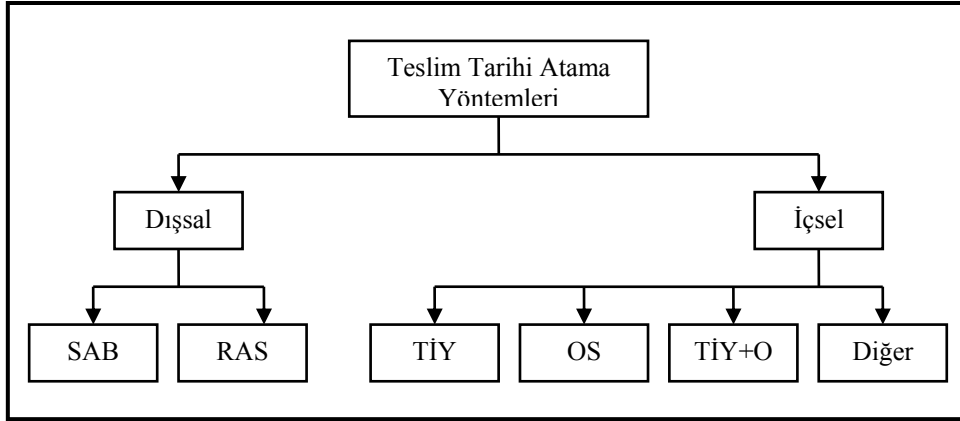 Teslim Tarihi Atama
Yöntemleri
Dışsal
İçsel
SAB
RAS
TİY
OS
TİY+O
Diğer